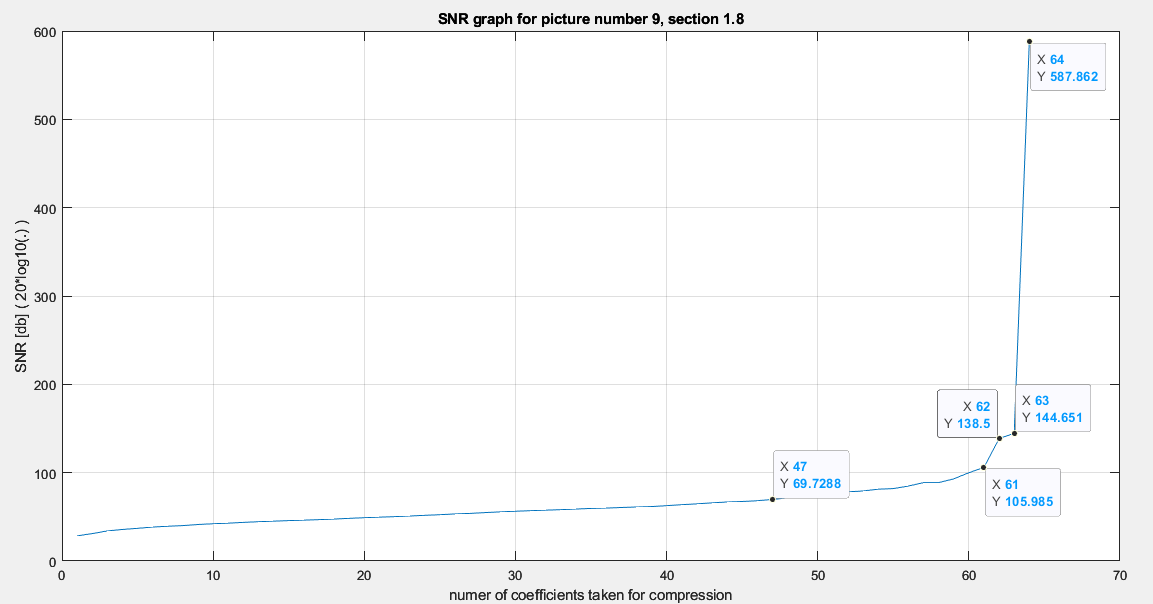 SNR graph for picture number 9, section 1.8
SNR [db] ( 20*log10(.) )
600
500
400
300
200
100
0
X 64
Y 587.862
X 62
Y 138.5
X 63
Y 144.651
X 47
Y 69.7288
X 61
Y 105.985
0 10 20 30 40 50 60 70
numer of coefficients taken for compression